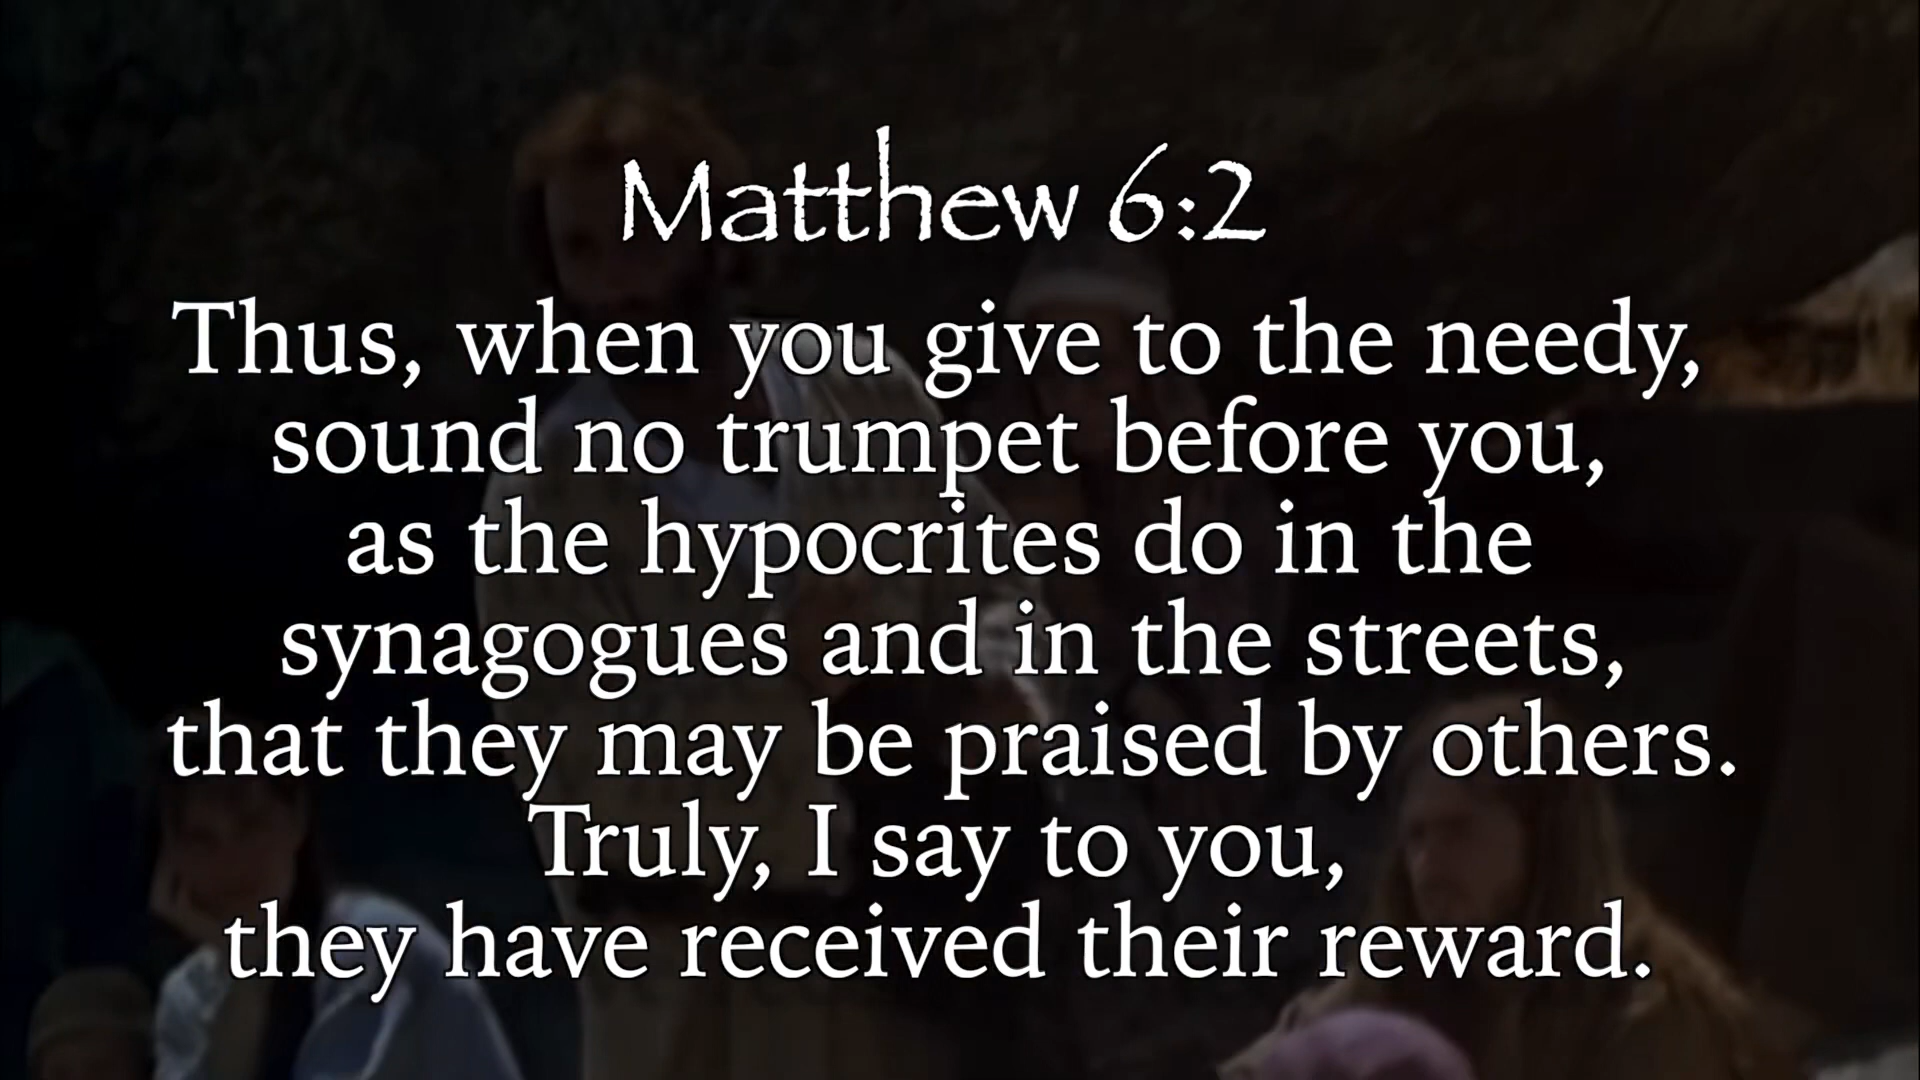 Matthew 6:2
Thus, when you give to the needy,
sound no trumpet before you,
as the hypocrites do in the
synagogues and in the streets,
that they may be praised by others.
Truly, I say to you,
they have received their reward.